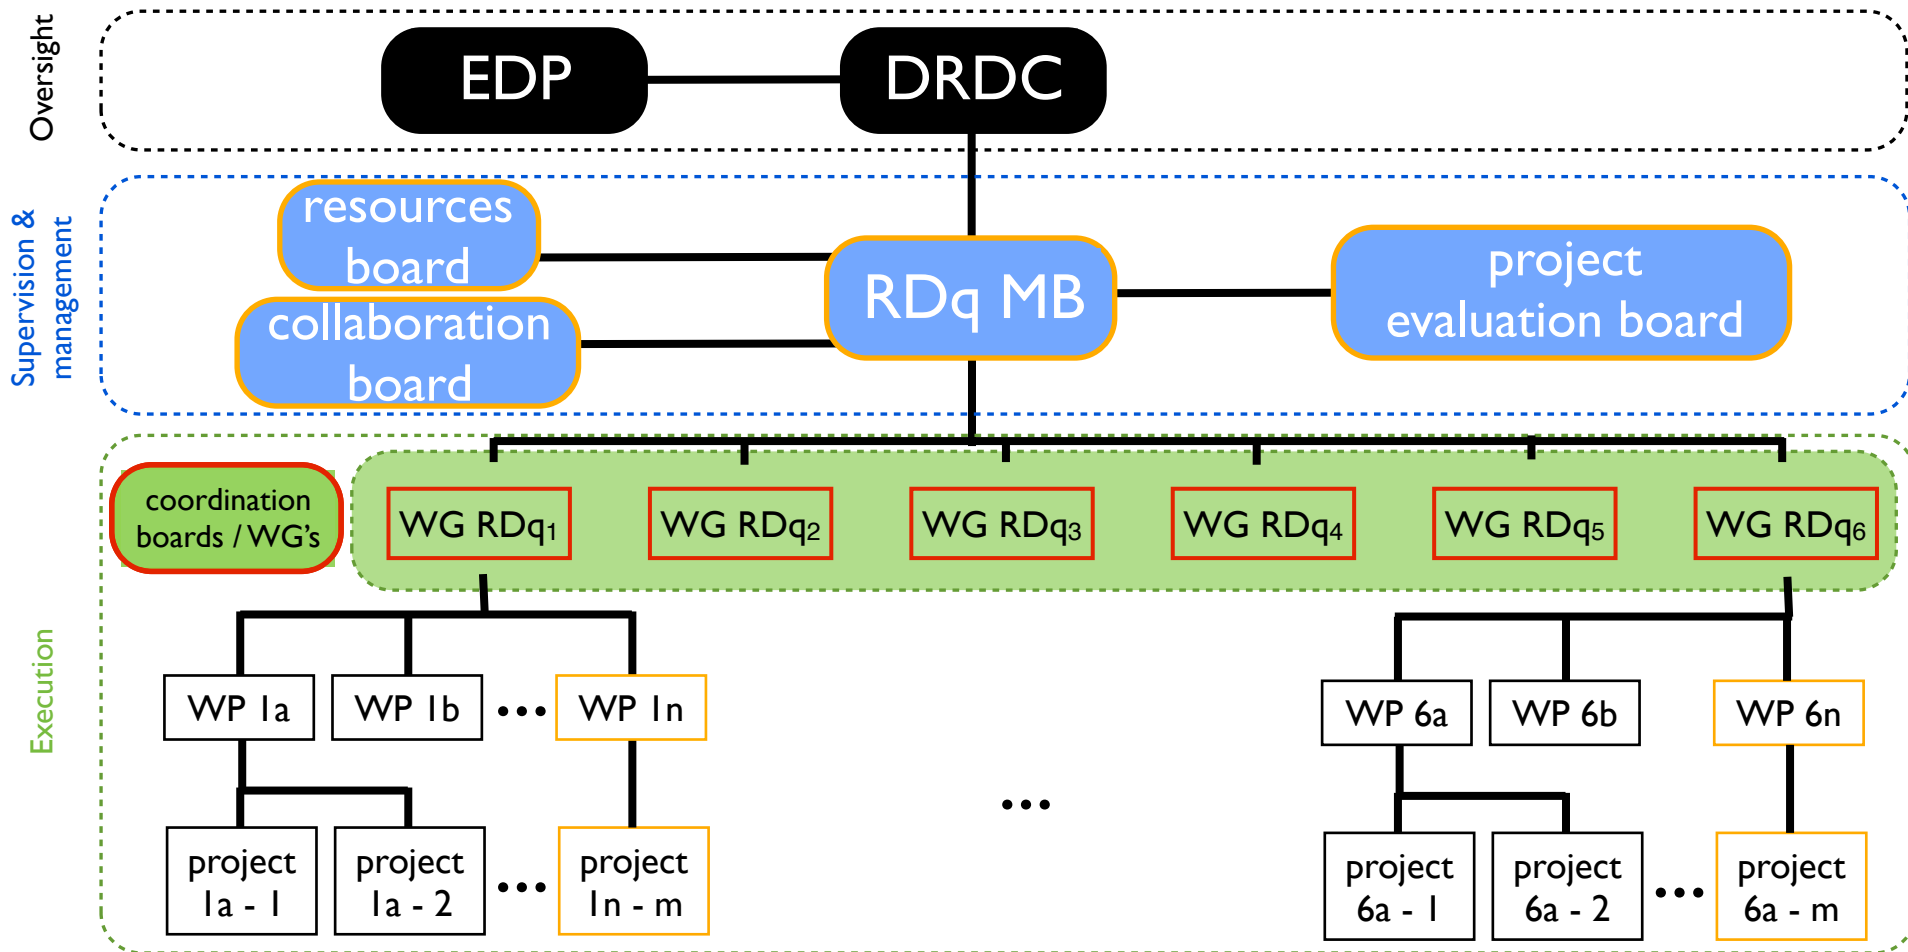 Oversight
EDP
DRDC
Supervision &
management
resources
board
collaboration
board
RDq MB
project
evaluation board
Execution
coordination
boards / WG's
WG RDq1
WG RDq2
WG RDq3
WG RDq4
WG RDq5
WG RDq6
WP 1a
WP 1b
...
WP 1n
WP 6a
WP 6b
WP 6n
...
project
1a - 1
project
1a - 2
...
project
1n - m
project
6a - 1
project
6a - 2
...
project
6a - m